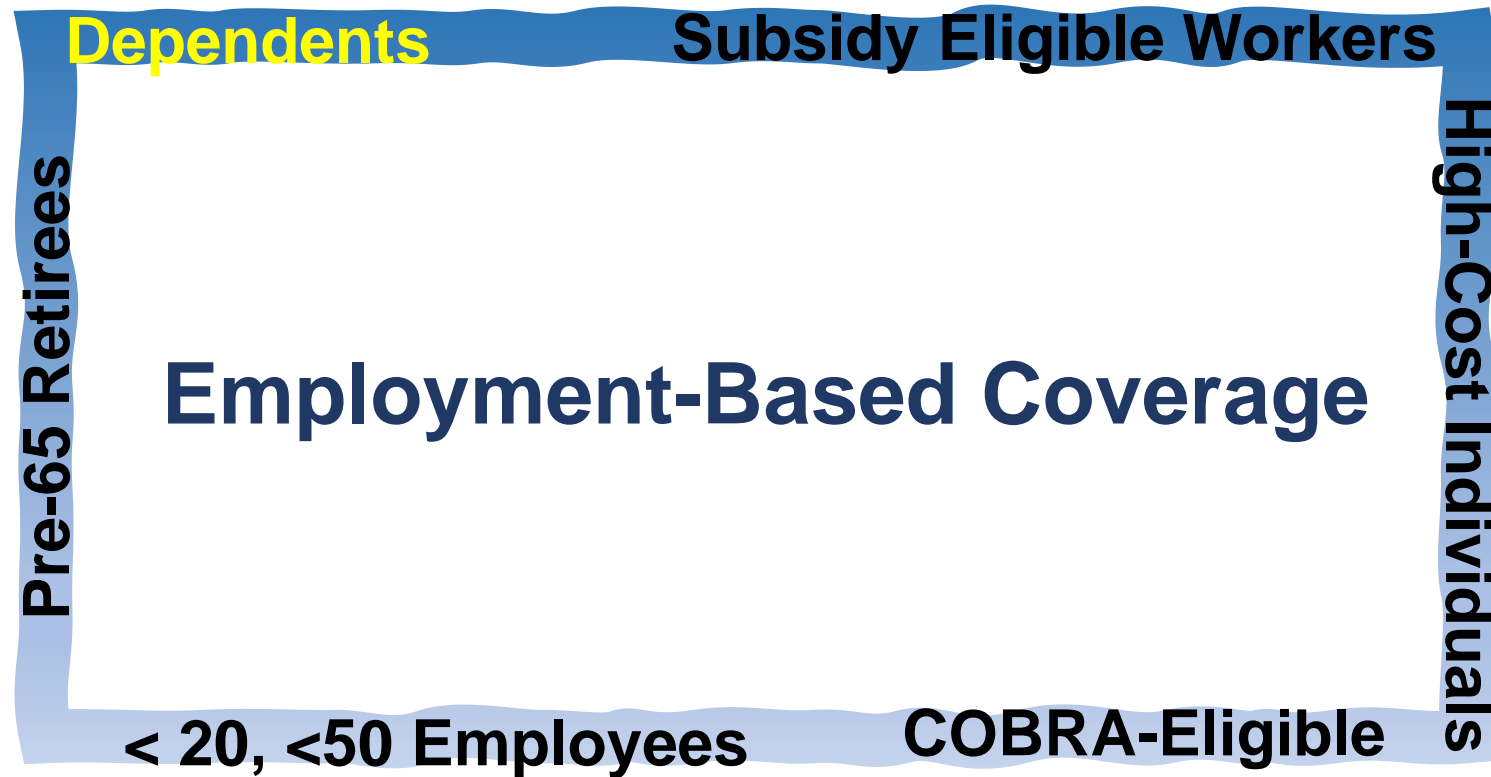 Dependents
Subsidy Eligible Workers
High-Cost Individuals
Pre-65 Retirees
Employment-Based Coverage
< 20, <50 Employees
COBRA-Eligible